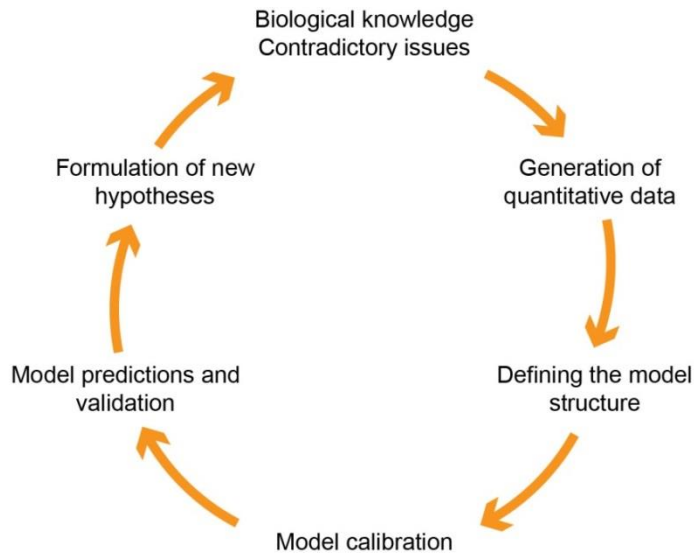 Biological knowledge
Contradictory issues
Generation of
quantitative data
Defining the model
structure
Model calibration
Model predictions and
validation
Formulation of new
hypotheses